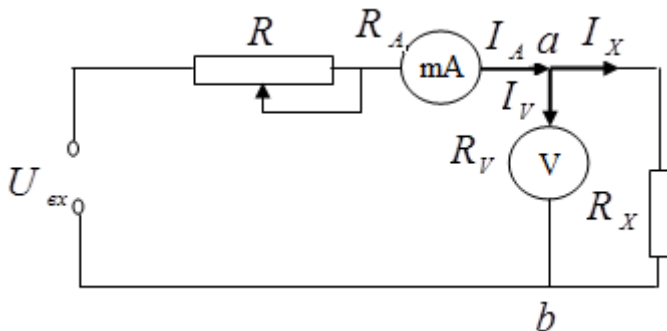 R R_A mA I_A a I_X
I_V
R_V V
U_вх R_X
b